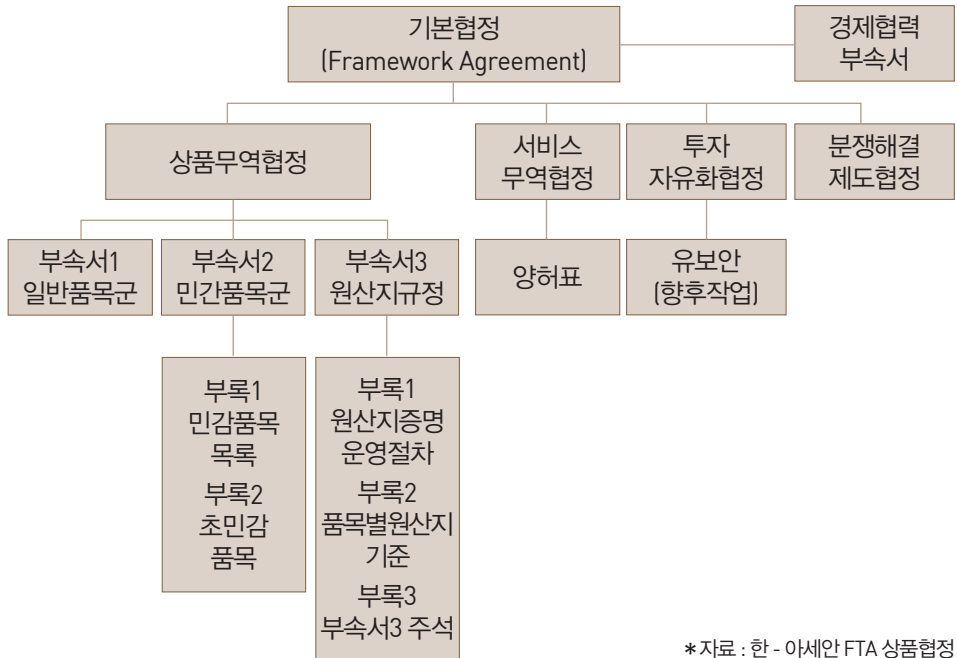 기본협정
(Framework Agreement)
경제협력
부속서
상품무역협정
서비스
무역협정
투자
자유화협정
분쟁해결
제도협정
부속서1
일반품목군
부속서2
민간품목군
부속서3
원산지규정
양허표
유보안
(향후작업)
부록1
민감품목
목록
부록2
초민감
품목
부록1
원산지증명
운영절차
부록2
품목별원산지
기준
부록3
부속서3 주석
*자료 : 한 - 아세안 FTA 상품협정